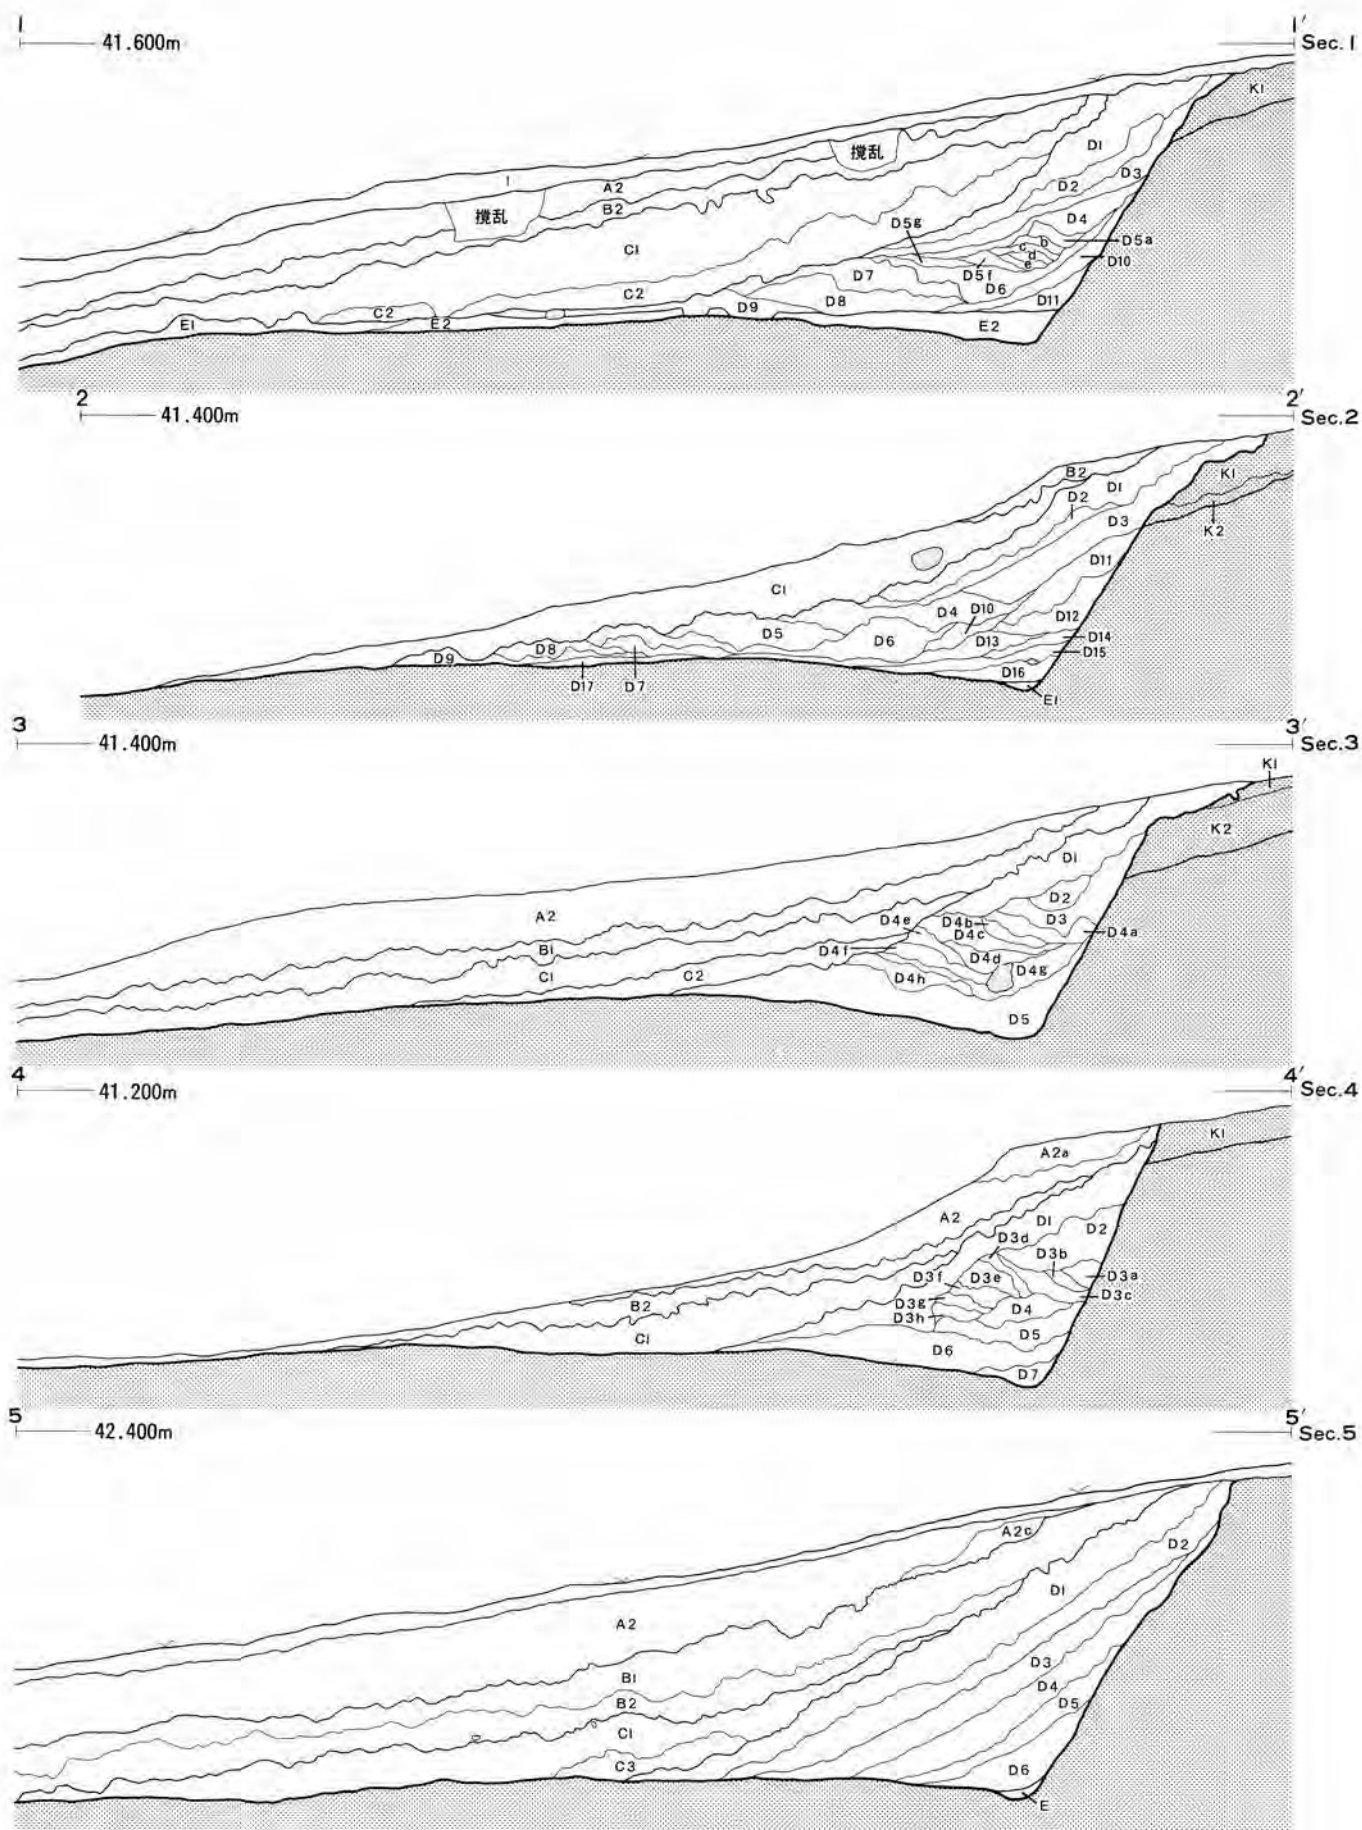 1 1′
41.600m Sec.1
K1
撹乱
D1
I A2
D3
撹乱 B2 D2
D5g D4
C1 c b D5a
d D10
D7 D5f e
C2 D6
C2 D8 D11
E1 E2 D9 E2
2 2′
41.400m Sec.2
B2 K1
D1
D2
D3 K2
D11
C1
D4 D10
D5 D12
D6 D13 D14
D8 D15
D9 D16
D17 D7 E1
3 3′
41.400m Sec.3
K1
K2
D1
D2
A2 D4e D4b D3
D4c D4a
B1 D4f D4d
C1 C2 D4h D4g
D5
4 4′
41.200m Sec.4
K1
A2a
A2 D1 D2
D3d
D3b
D3f D3e D3a
B2 D3g D3c
D3h D4
C1 D5
D6
D7
5 5′
42.400m Sec.5
A2c
D2
D1
A2
D3
B1 D4
B2 D5
C1
C3 D6
E